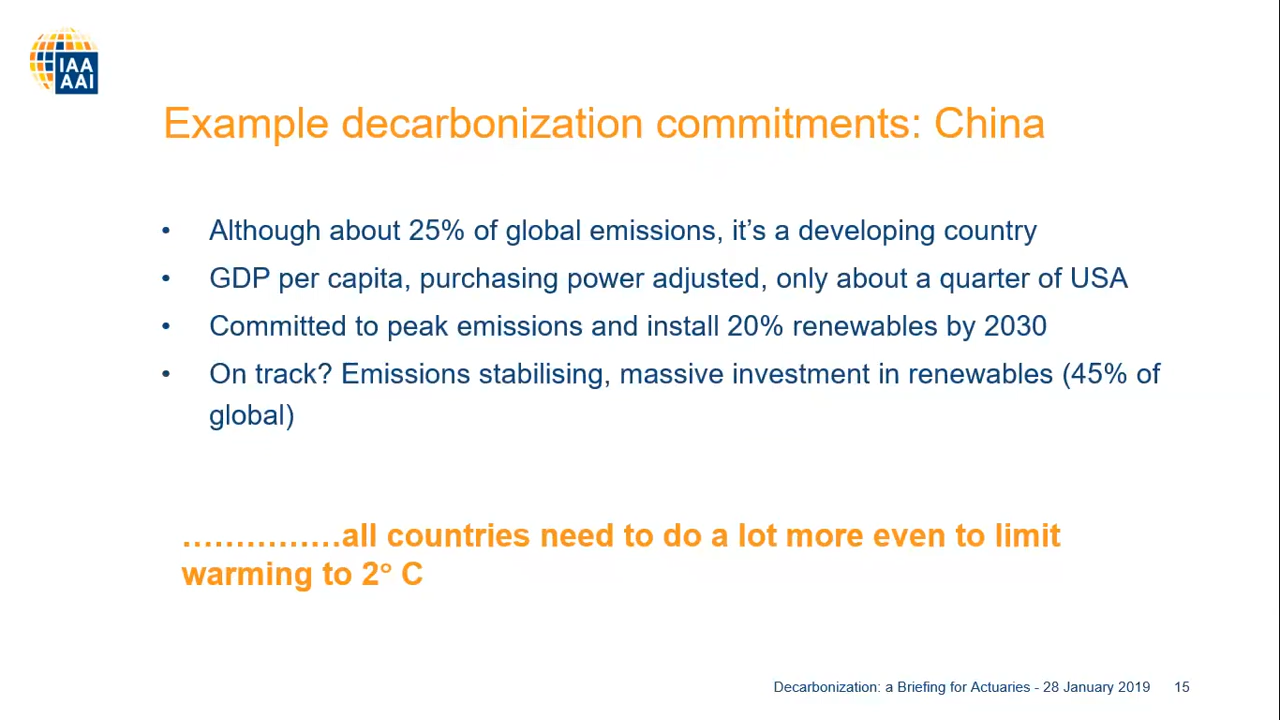 IAA
AAI
Example decarbonization commitments: China
• Although about 25% of global emissions, it’s a developing country
• GDP per capita, purchasing power adjusted, only about a quarter of USA
• Committed to peak emissions and install 20% renewables by 2030
• On track? Emissions stabilising, massive investment in renewables (45% of
global)
……………all countries need to do a lot more even to limit
warming to 2° C
Decarbonization: a Briefing for Actuaries - 28 January 2019 15